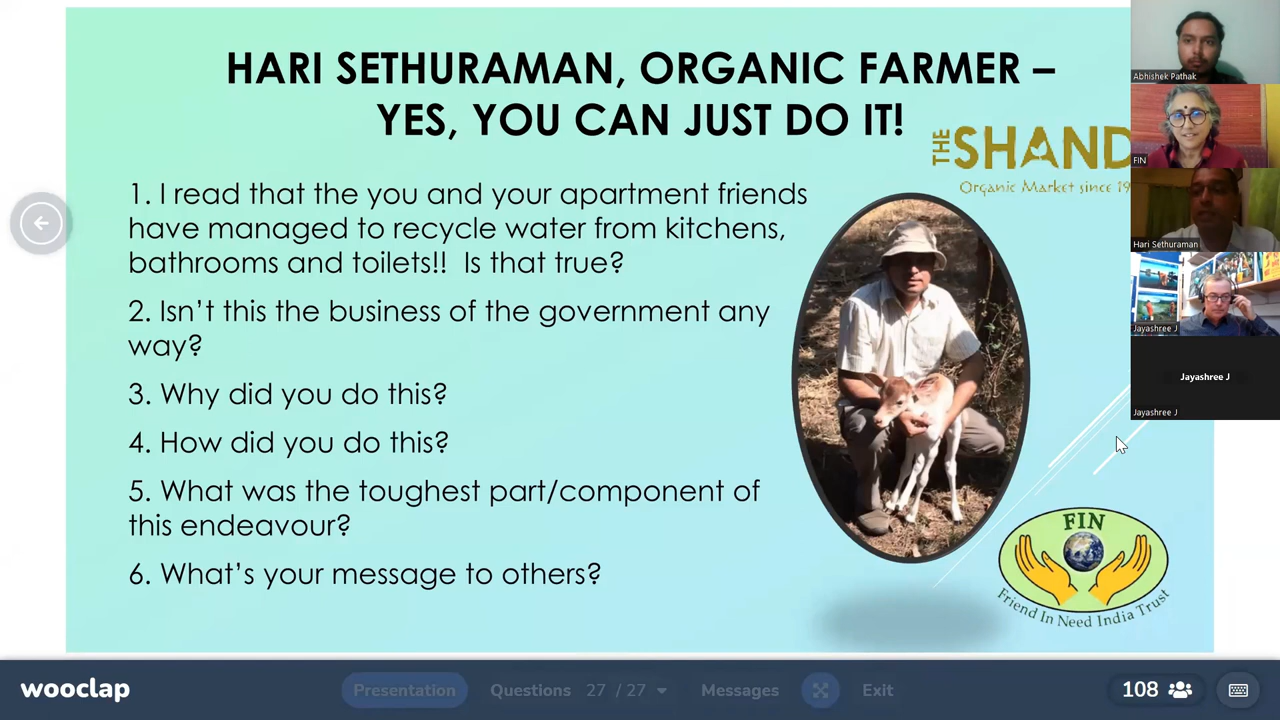 HARI SETHURAMAN, ORGANIC FARMER –
YES, YOU CAN JUST DO IT!
THE SHAND
Organic Market since 19
1. I read that the you and your apartment friends
have managed to recycle water from kitchens,
bathrooms and toilets!! Is that true?
2. Isn't this the business of the government any
way?
3. Why did you do this?
4. How did you do this?
5. What was the toughest part/component of
this endeavour?
6. What's your message to others?
FIN
Friend In Need India Trust
Abhishek Pathak
FIN
Hari Sethuraman
Jayashree J
Jayashree J
Jayashree J
wooclap
Presentation Questions 27 / 27 Messages Exit 108